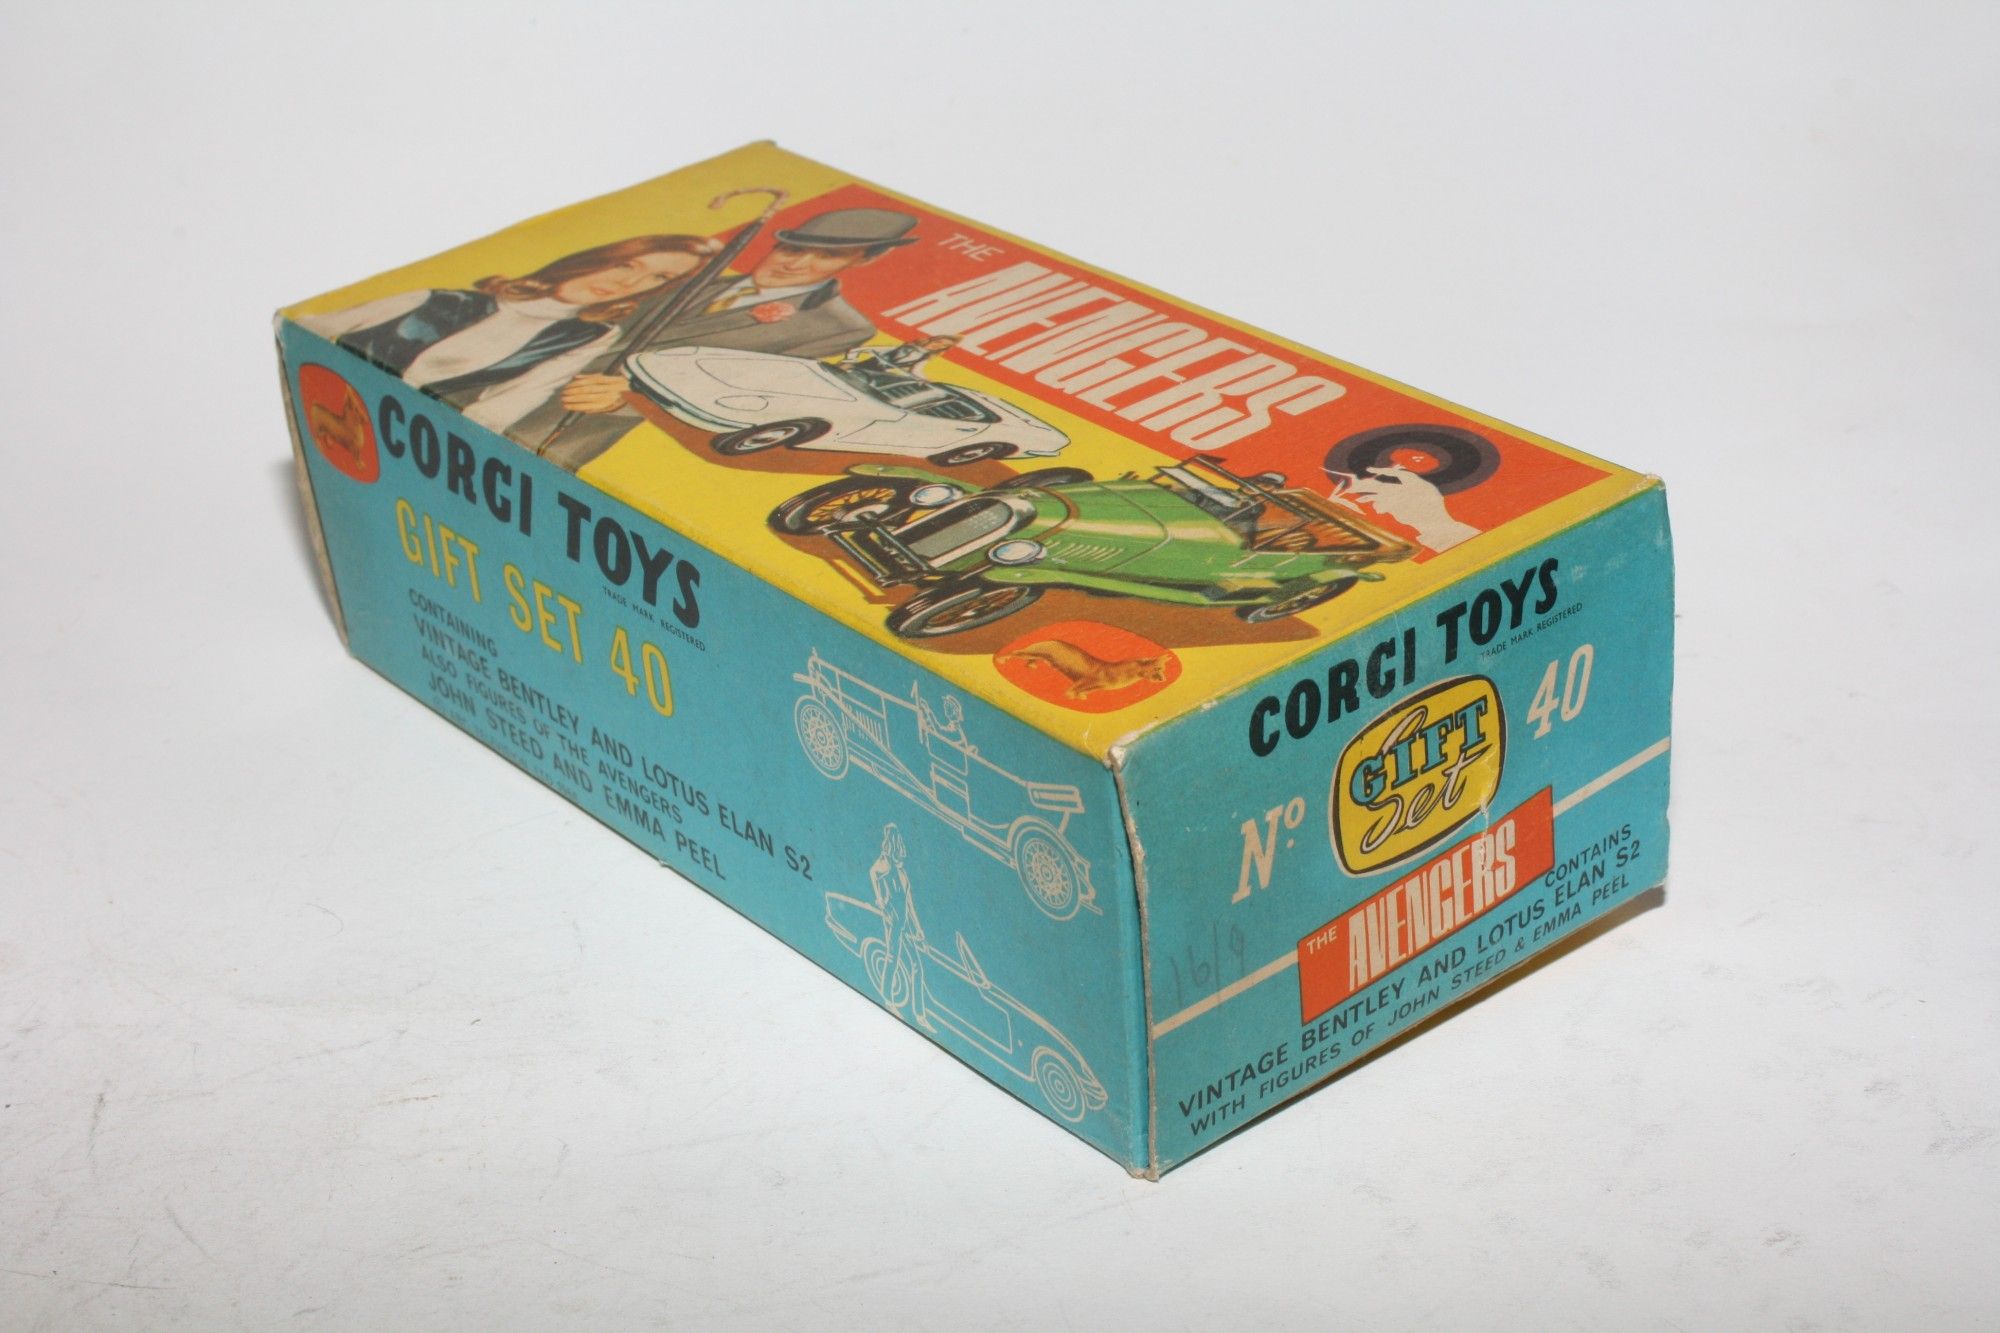 THE
AVENGERS
CORGI TOYS
TRADE MARK REGISTERED
GIFT SET 40
CONTAINING
VINTAGE BENTLEY AND LOTUS ELAN S2
ALSO FIGURES OF THE AVENGERS
JOHN STEED AND EMMA PEEL
CORGI TOYS
TRADE MARK REGISTERED
Nº GIFT Set 40
THE AVENGERS
CONTAINS
VINTAGE BENTLEY AND LOTUS ELAN S2
WITH FIGURES OF JOHN STEED & EMMA PEEL
16/9